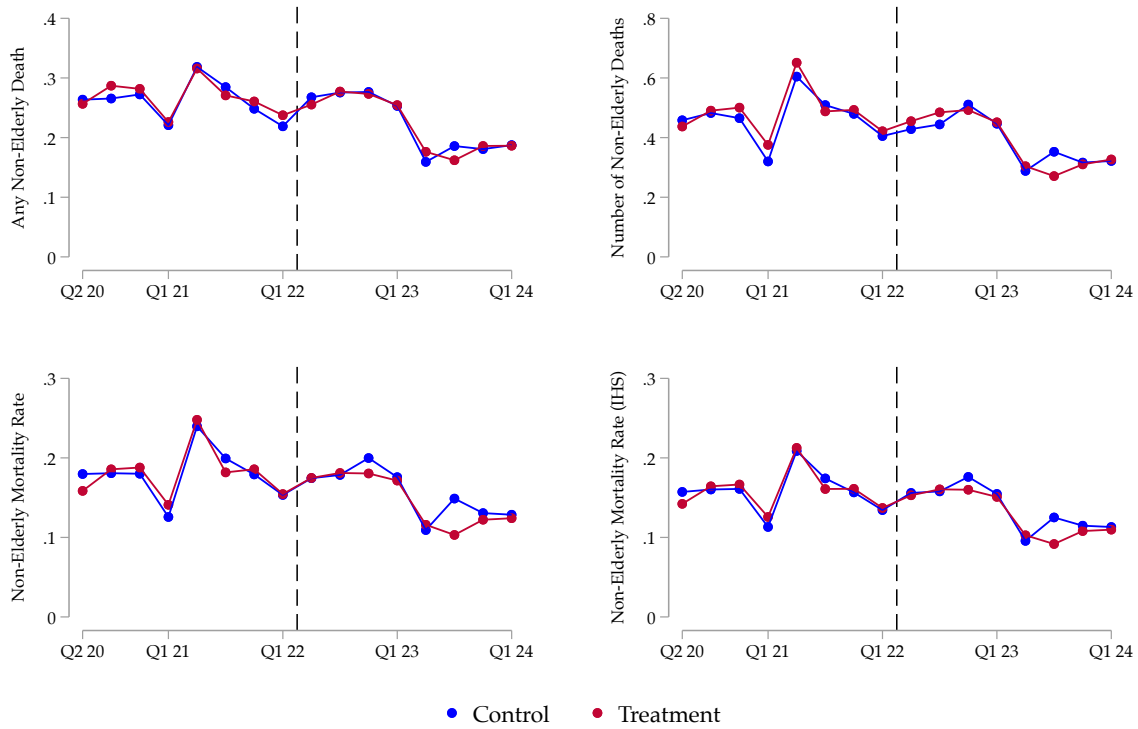 Any Non-Elderly Death
.4
.3
.2
.1
0
Q2 20
Q1 21
Q1 22
Q1 23
Q1 24
Number of Non-Elderly Deaths
.8
.6
.4
.2
0
Q2 20
Q1 21
Q1 22
Q1 23
Q1 24
Non-Elderly Mortality Rate
.3
.2
.1
0
Q2 20
Q1 21
Q1 22
Q1 23
Q1 24
Non-Elderly Mortality Rate (IHS)
.3
.2
.1
0
Q2 20
Q1 21
Q1 22
Q1 23
Q1 24
Control
Treatment